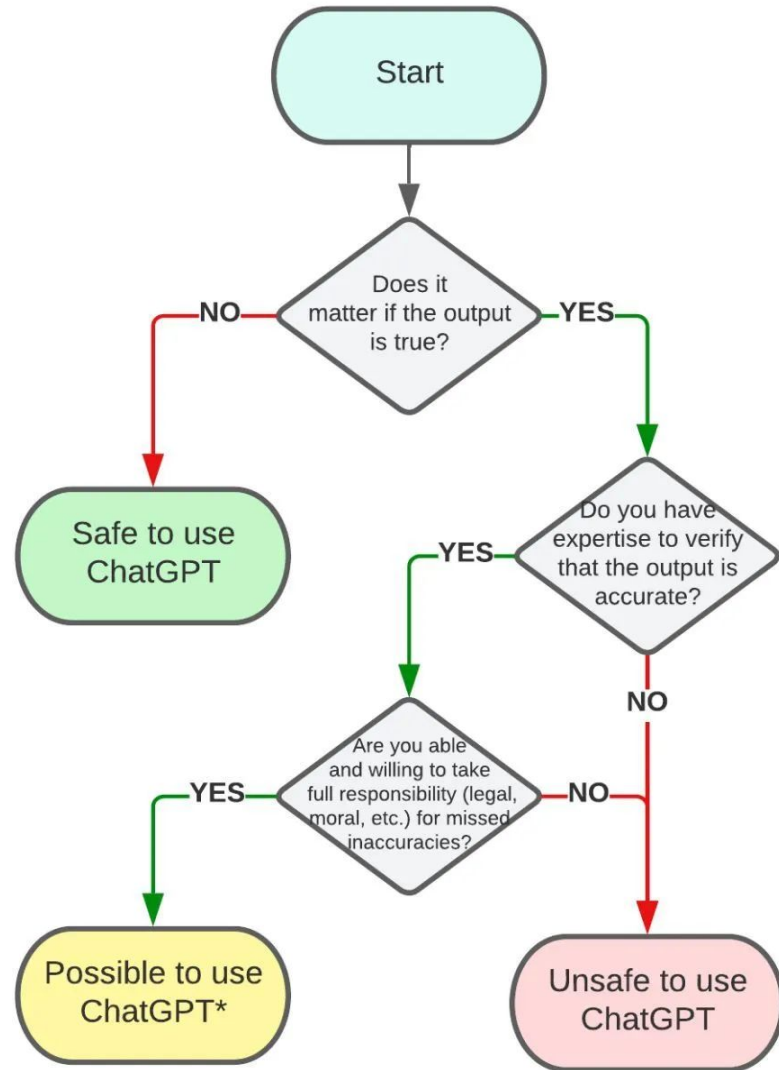 Start
Does it
matter if the output
is true?
NO
YES
Safe to use
ChatGPT
Do you have
expertise to verify
that the output is
accurate?
YES
NO
Are you able
and willing to take
full responsibility (legal,
moral, etc.) for missed
inaccuracies?
YES
NO
Possible to use
ChatGPT*
Unsafe to use
ChatGPT